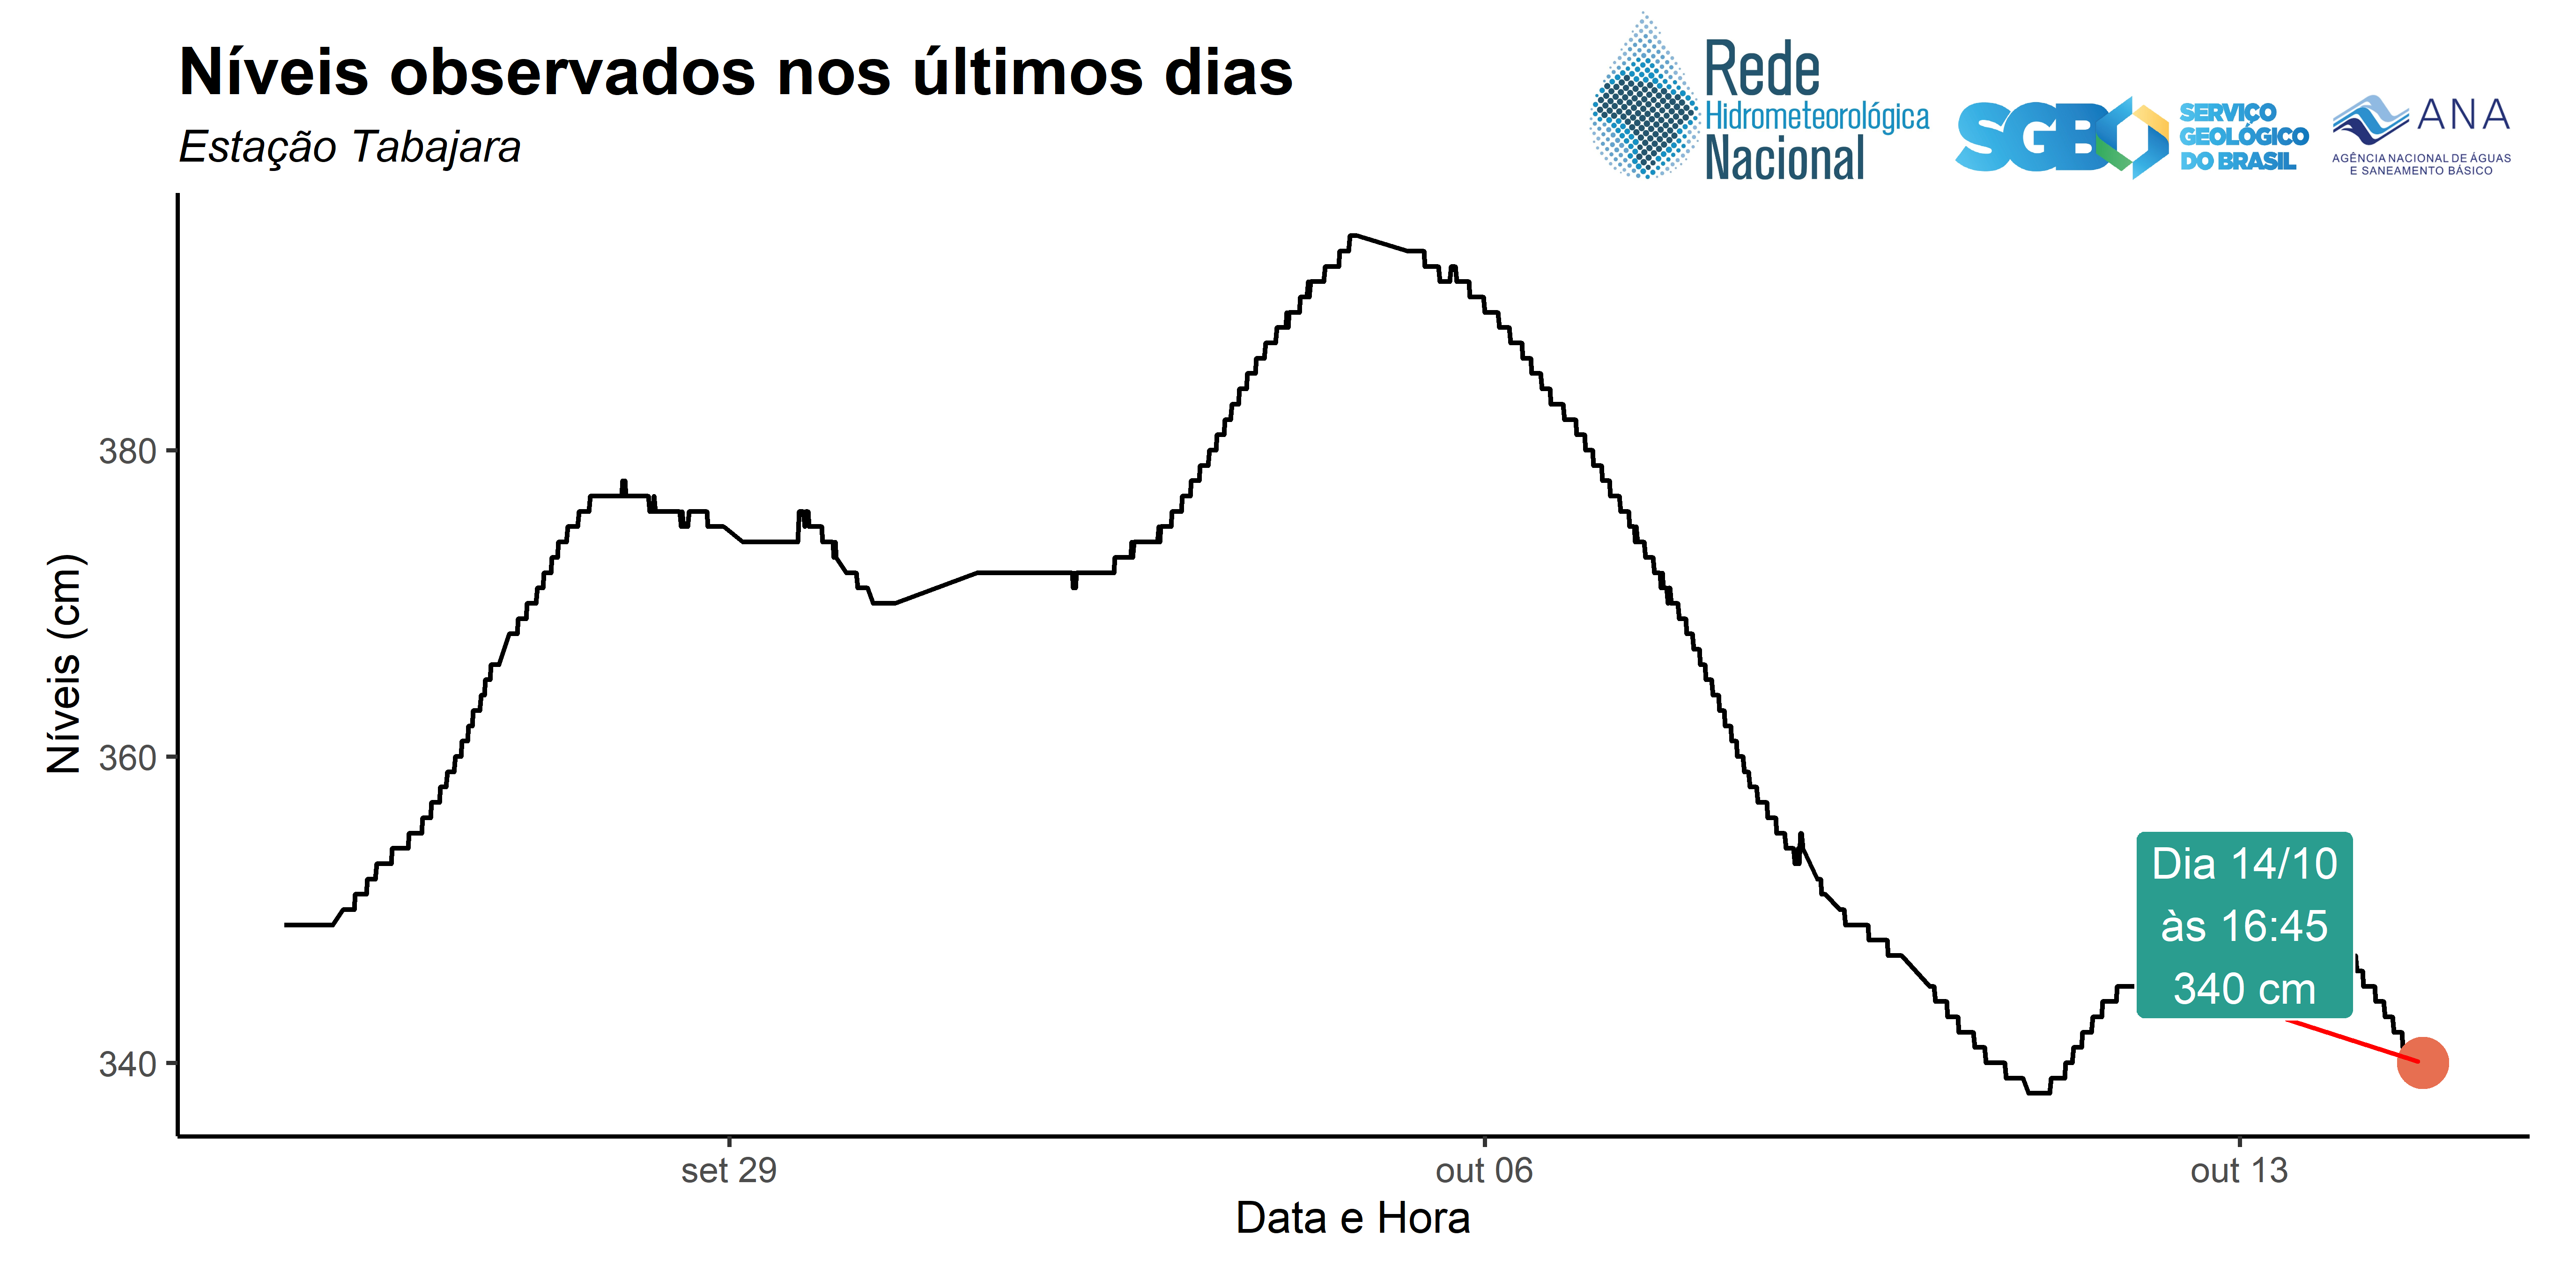 Níveis observados nos últimos dias
Estação Tabajara
Rede
Hidrometeorológica
Nacional
SGB
SERVIÇO
GEOLÓGICO
DO BRASIL
ANA
AGÊNCIA NACIONAL DE ÁGUAS
E SANEAMENTO BÁSICO
Níveis (cm)
380
360
340
Dia 14/10
às 16:45
340 cm
set 29
out 06
out 13
Data e Hora